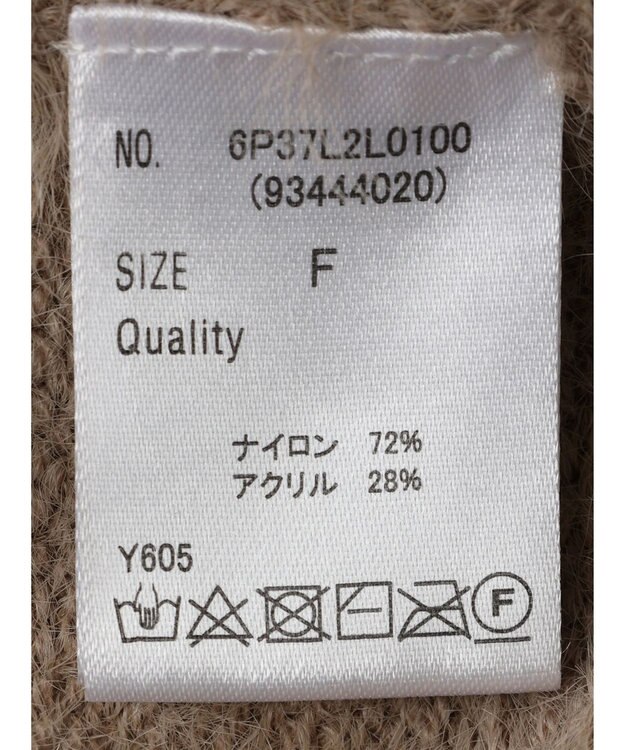 NO. 6P37L2L0100
(93444020)
SIZE F
Quality
ナイロン 72%
アクリル 28%
Y605
F